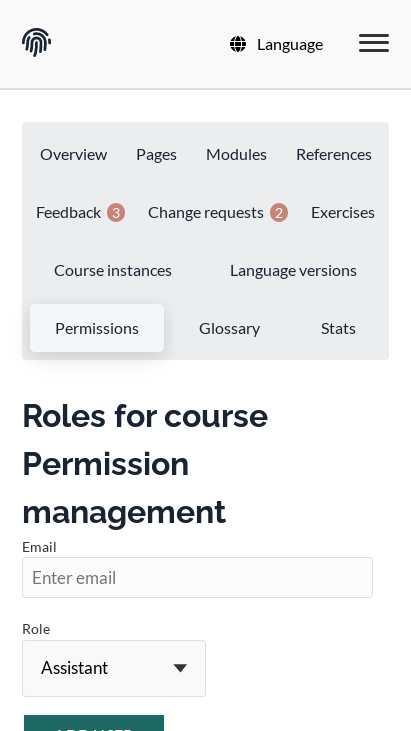 Language
Overview Pages Modules References
Feedback 3 Change requests 2 Exercises
Course instances Language versions
Permissions Glossary Stats
Roles for course
Permission
management
Email
Enter email
Role
Assistant